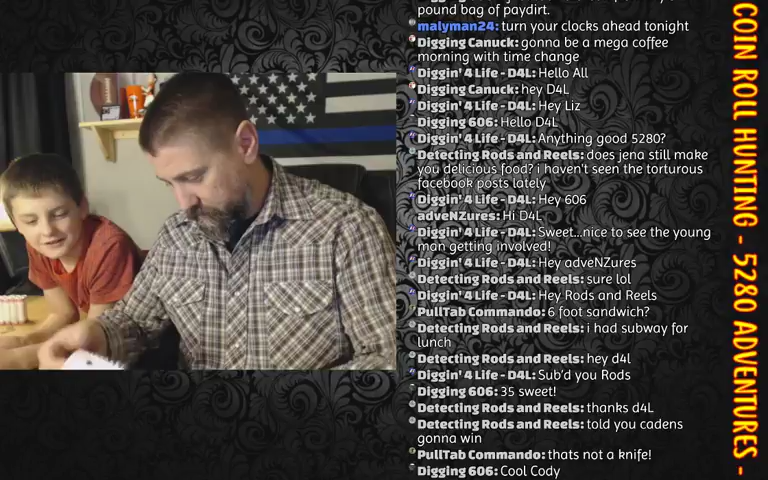 pound bag of paydirt.
malyman24: turn your clocks ahead tonight
Digging Canuck: gonna be a mega coffee
morning with time change
Diggin' 4 Life - D4L: Hello All
Digging Canuck: hey D4L
Diggin' 4 Life - D4L: Hey Liz
Digging 606: Hello D4L
Diggin' 4 Life - D4L: Anything good 5280?
Detecting Rods and Reels: does jena still make
you delicious food? i haven't seen the torturous
facebook posts lately
Diggin' 4 Life - D4L: Hey 606
adveNZures: Hi D4L
Diggin' 4 Life - D4L: Sweet...nice to see the young
man getting involved!
Diggin' 4 Life - D4L: Hey adveNZures
Detecting Rods and Reels: sure lol
Diggin' 4 Life - D4L: Hey Rods and Reels
PullTab Commando: 6 foot sandwich?
Detecting Rods and Reels: i had subway for
lunch
Detecting Rods and Reels: hey d4l
Diggin' 4 Life - D4L: Sub'd you Rods
Digging 606: 35 sweet!
Detecting Rods and Reels: thanks d4L
Detecting Rods and Reels: told you cadens
gonna win
PullTab Commando: thats not a knife!
Digging 606: Cool Cody
COIN ROLL HUNTING - 5280 ADVENTURES -